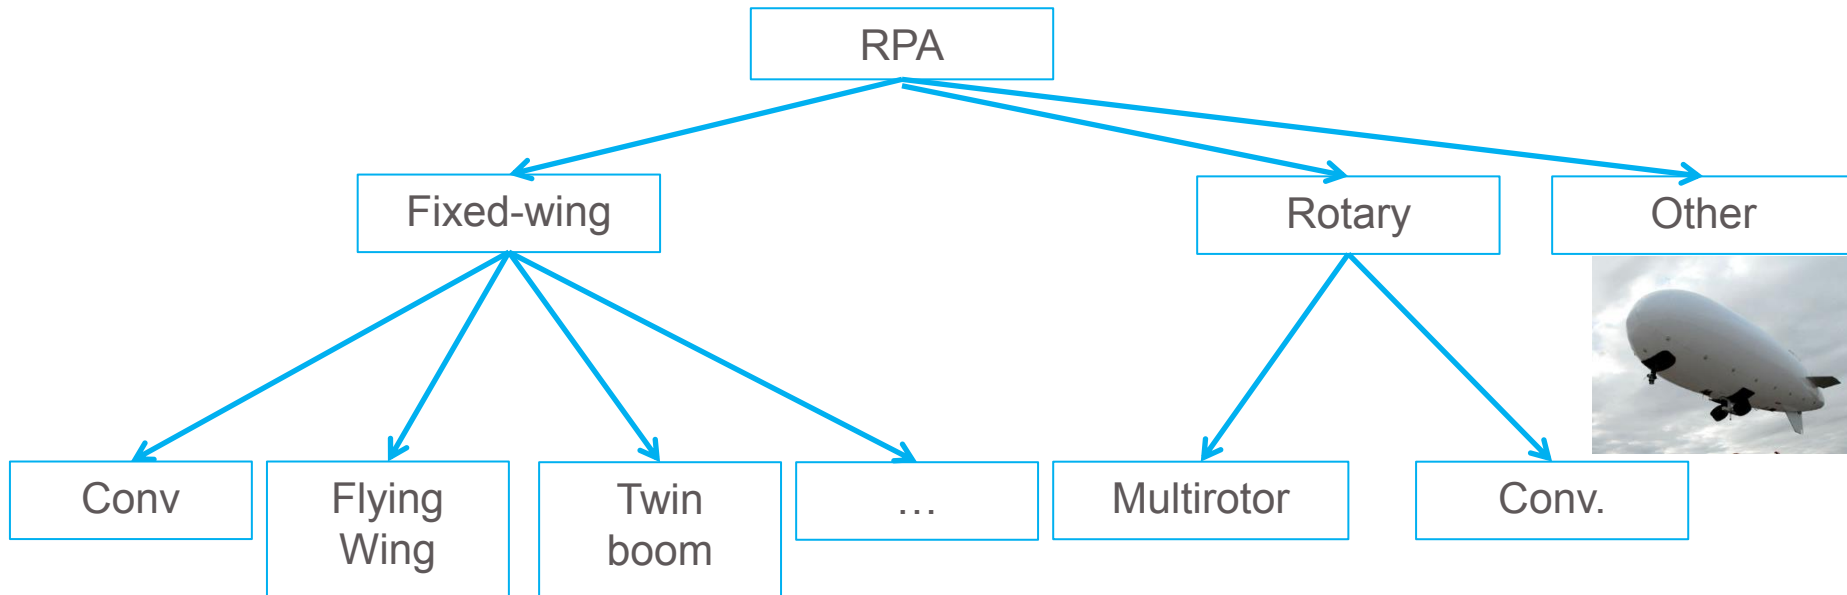 RPA
Fixed-wing
Rotary
Other
Conv
Flying
Wing
Twin
boom
...
Multirotor
Conv.